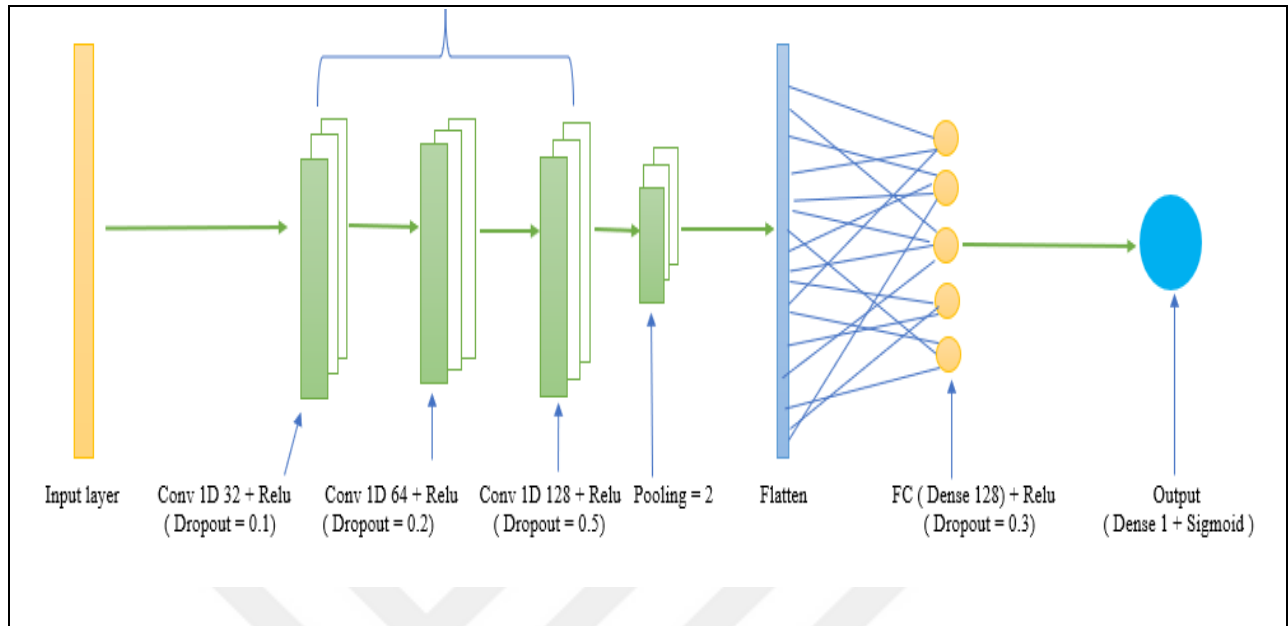 Input layer
Conv 1D 32 + Relu
( Dropout = 0.1)
Conv 1D 64 + Relu
( Dropout = 0.2)
Conv 1D 128 + Relu
( Dropout = 0.5)
Pooling = 2
Flatten
FC ( Dense 128) + Relu
( Dropout = 0.3)
Output
( Dense 1 + Sigmoid )